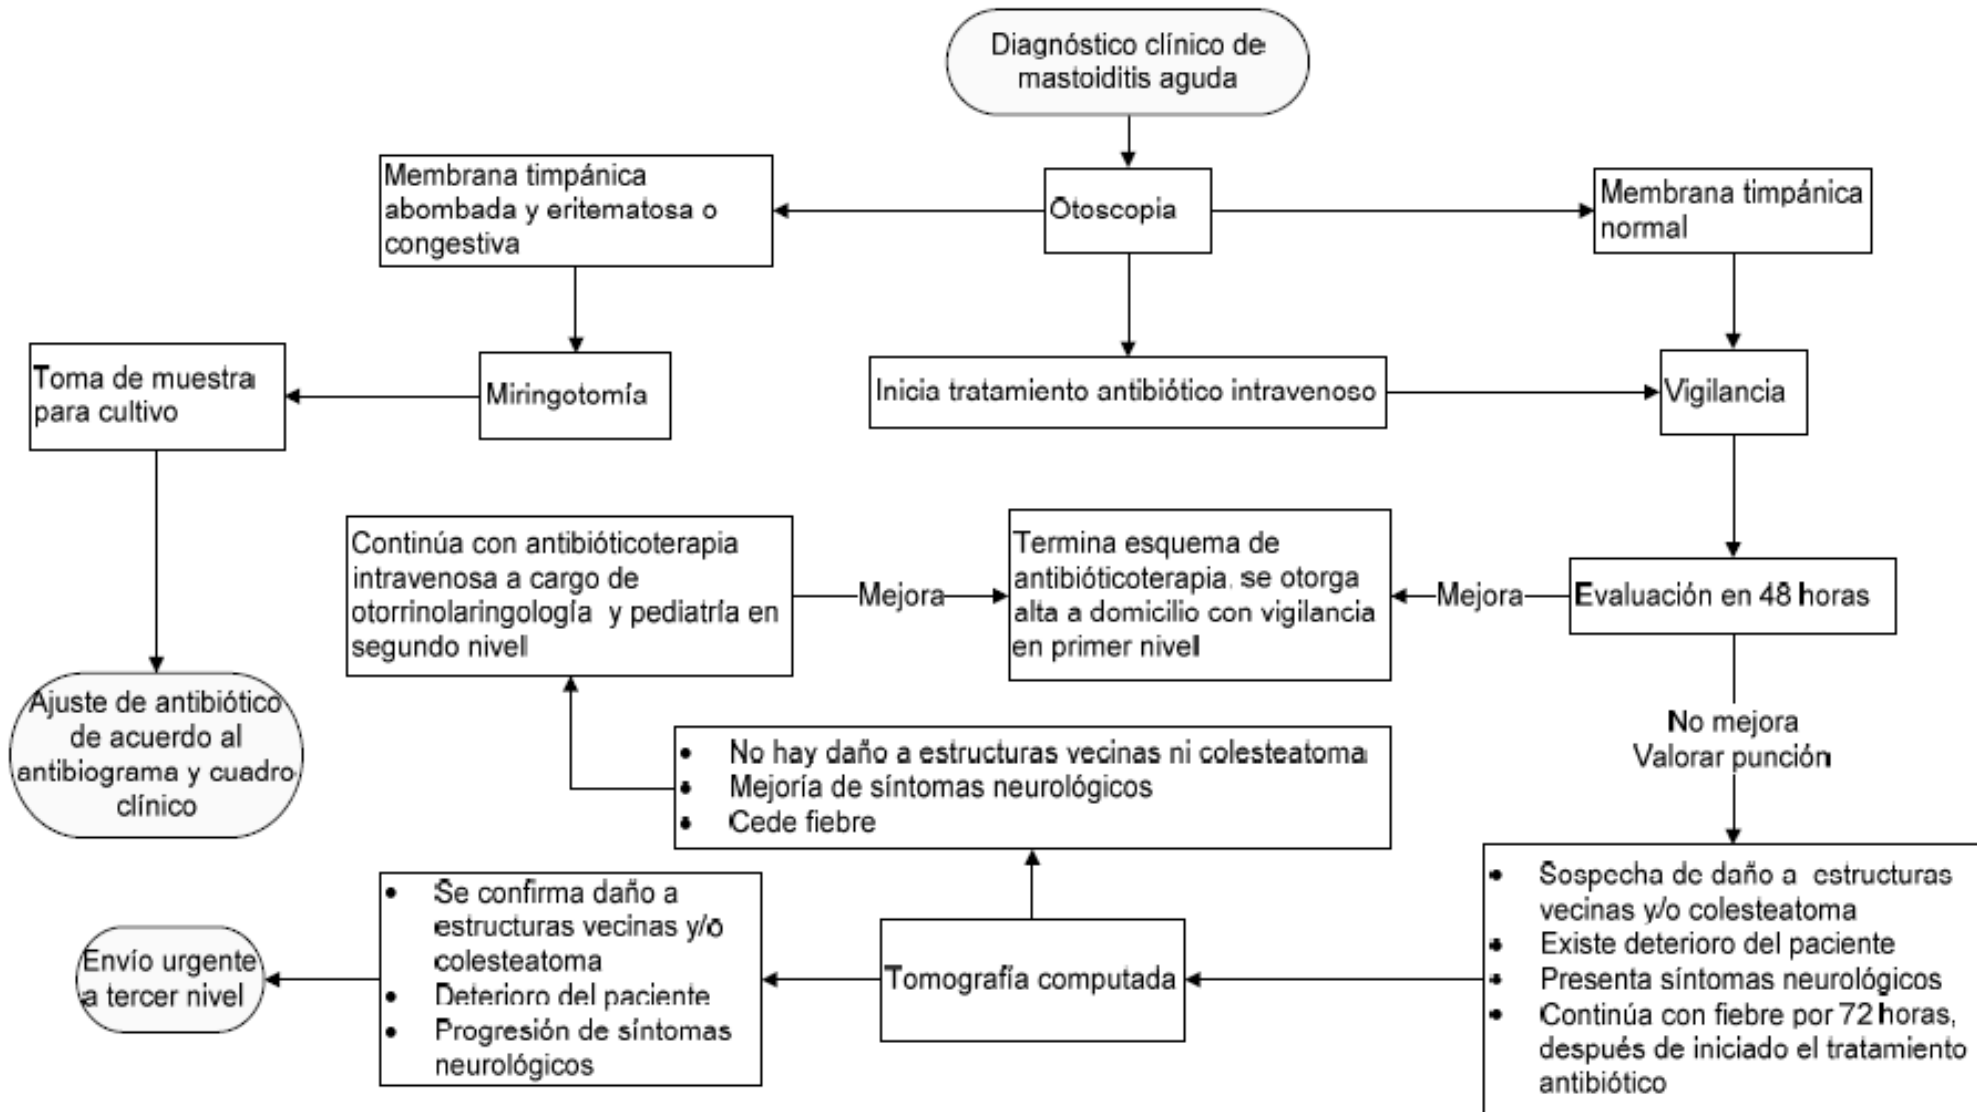 Diagnóstico clínico de
mastoiditis aguda
Membrana timpánica
abombada y eritematosa o
congestiva
Otoscopia
Membrana timpánica
normal
Toma de muestra
para cultivo
Miringotomía
Inicia tratamiento antibiótico intravenoso
Vigilancia
Continúa con antibióticoterapia
intravenosa a cargo de
otorrinolaringología y pediatría en
segundo nivel
Mejora
Termina esquema de
antibióticoterapia, se otorga
alta a domicilio con vigilancia
en primer nivel
Mejora
Evaluación en 48 horas
Ajuste de antibiótico
de acuerdo al
antibiograma y cuadro
clínico
No mejora
Valorar punción
• No hay daño a estructuras vecinas ni colesteatoma
• Mejoría de síntomas neurológicos
• Cede fiebre
Envío urgente
a tercer nivel
• Se confirma daño a
estructuras vecinas y/ó
colesteatoma
• Deterioro del paciente
• Progresión de síntomas
neurológicos
Tomografía computada
• Sospecha de daño a estructuras
vecinas y/o colesteatoma
• Existe deterioro del paciente
• Presenta síntomas neurológicos
• Continúa con fiebre por 72 horas,
después de iniciado el tratamiento
antibiótico